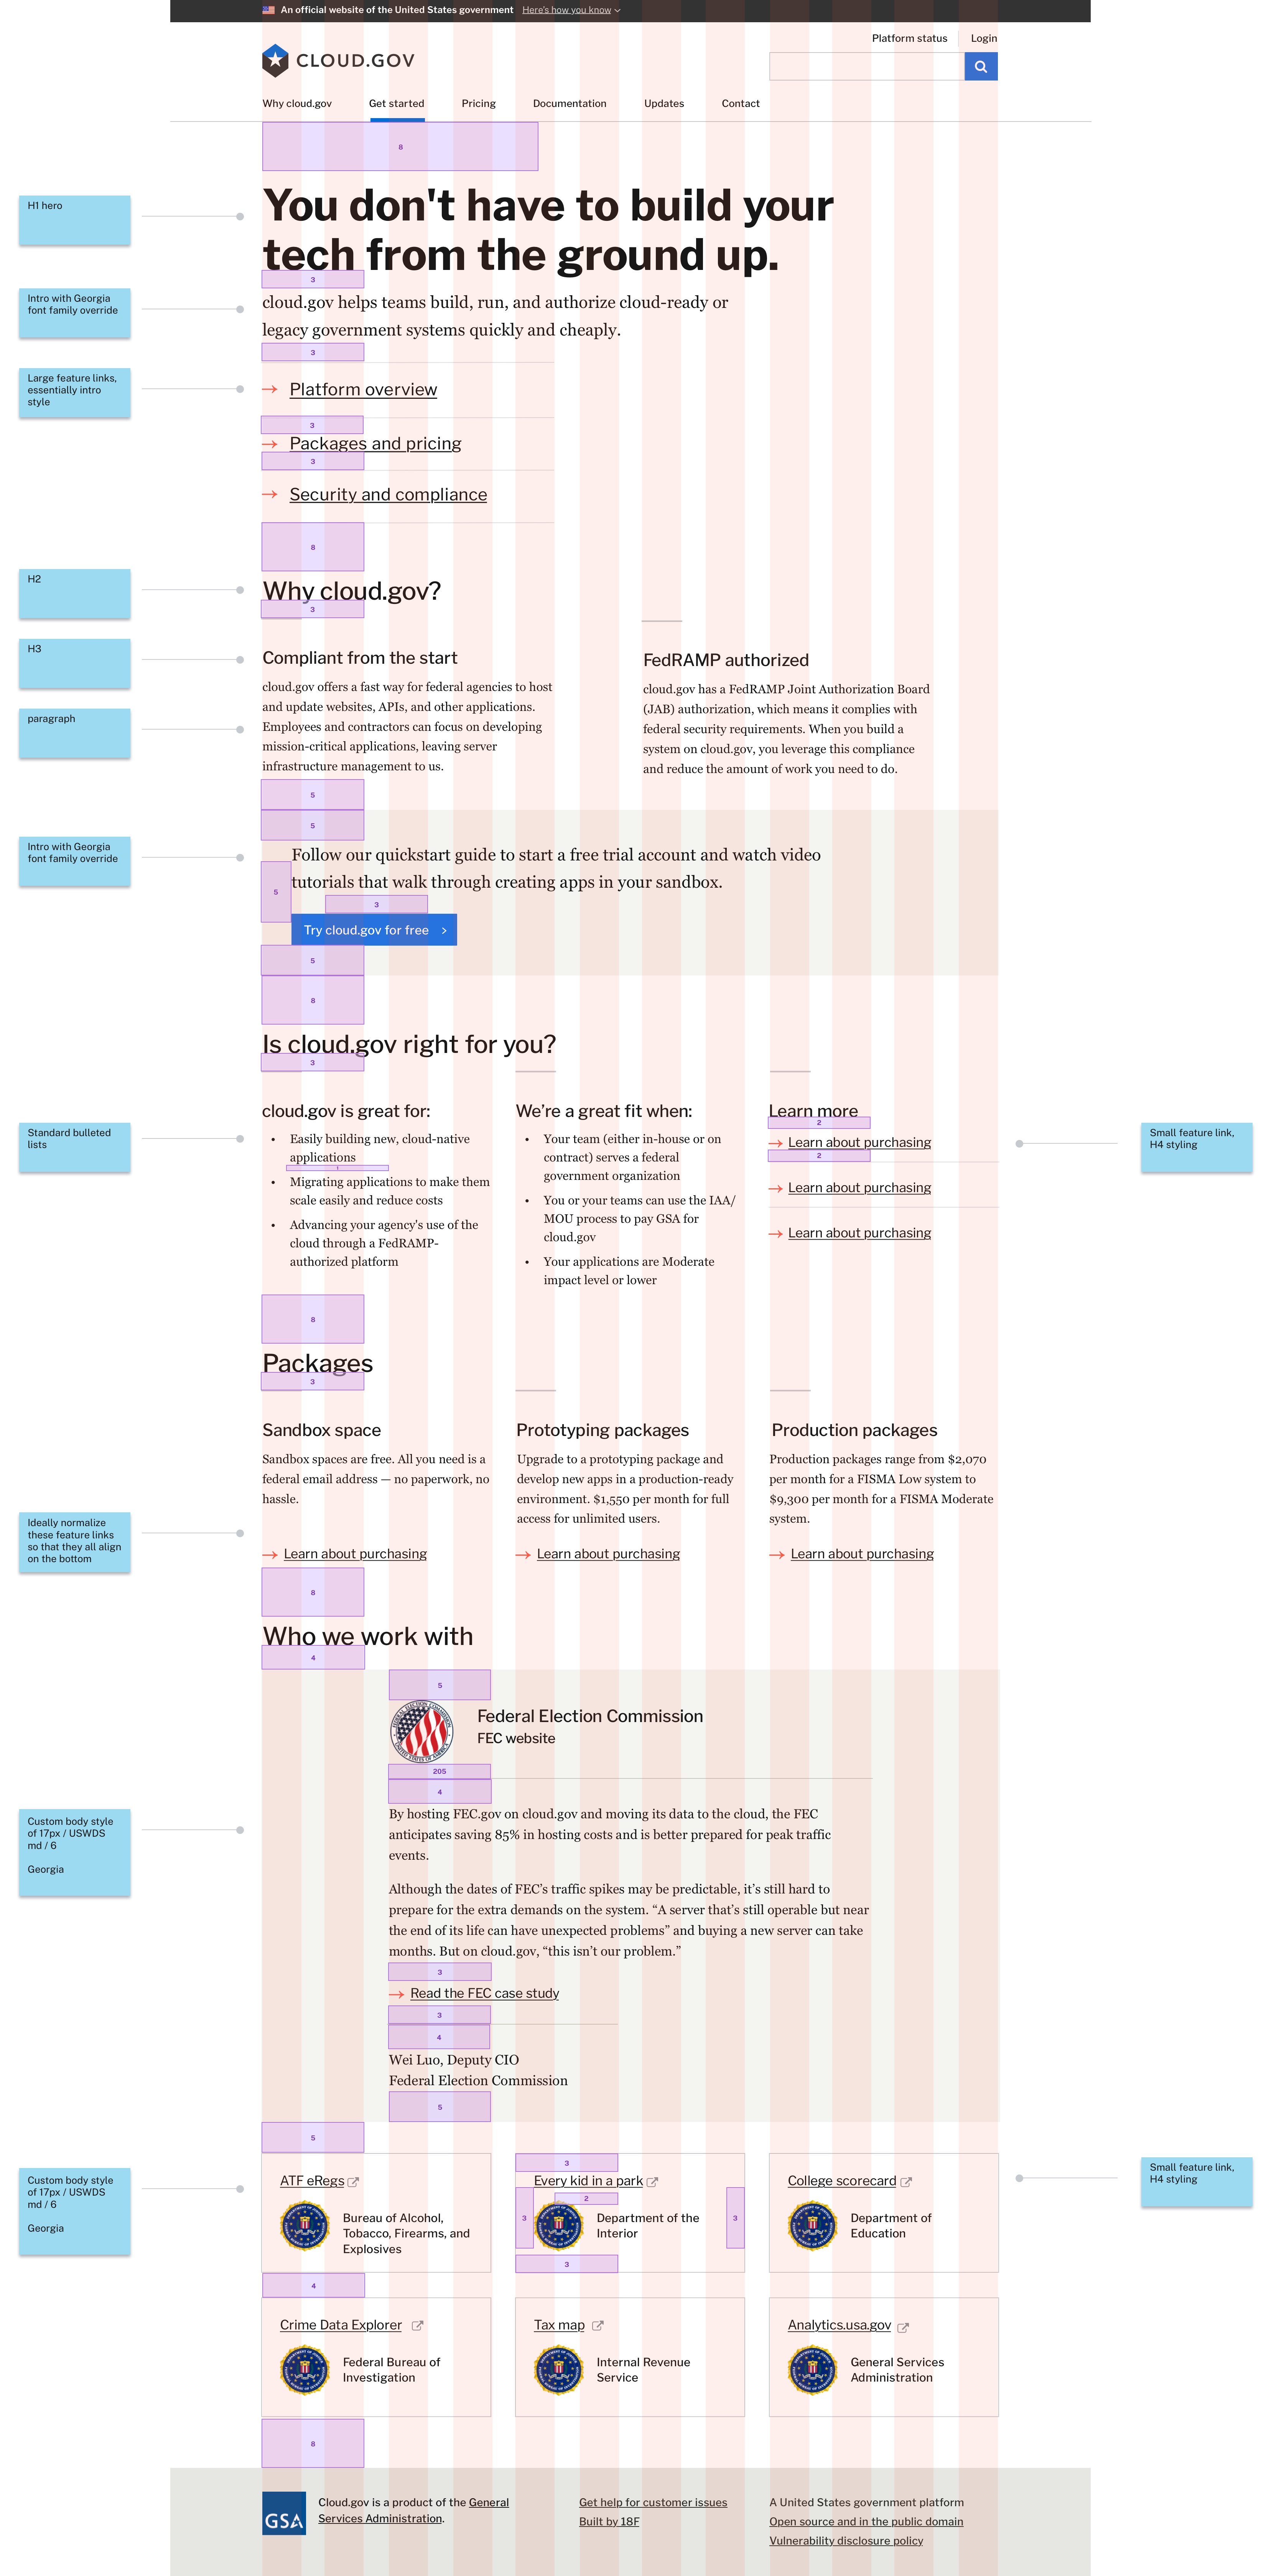 An official website of the United States government Here's how you know
Platform status Login
CLOUD.GOV
Why cloud.gov Get started Pricing Documentation Updates Contact
8
H1 hero
You don't have to build your
tech from the ground up.
3
Intro with Georgia
font family override
cloud.gov helps teams build, run, and authorize cloud-ready or
legacy government systems quickly and cheaply.
3
Large feature links,
essentially intro
style
Platform overview
3
Packages and pricing
3
Security and compliance
8
H2
Why cloud.gov?
3
H3
Compliant from the start
cloud.gov offers a fast way for federal agencies to host
and update websites, APIs, and other applications.
Employees and contractors can focus on developing
mission-critical applications, leaving server
infrastructure management to us.
FedRAMP authorized
cloud.gov has a FedRAMP Joint Authorization Board
(JAB) authorization, which means it complies with
federal security requirements. When you build a
system on cloud.gov, you leverage this compliance
and reduce the amount of work you need to do.
paragraph
5
5
Intro with Georgia
font family override
Follow our quickstart guide to start a free trial account and watch video
tutorials that walk through creating apps in your sandbox.
5
3
Try cloud.gov for free
5
8
Is cloud.gov right for you?
3
Standard bulleted
lists
cloud.gov is great for:
• Easily building new, cloud-native
applications
1
• Migrating applications to make them
scale easily and reduce costs
• Advancing your agency's use of the
cloud through a FedRAMP-
authorized platform
We're a great fit when:
• Your team (either in-house or on
contract) serves a federal
government organization
• You or your teams can use the IAA/
MOU process to pay GSA for
cloud.gov
• Your applications are Moderate
impact level or lower
Learn more
2
Learn about purchasing
2
Learn about purchasing
Learn about purchasing
Small feature link,
H4 styling
8
Packages
3
Sandbox space
Sandbox spaces are free. All you need is a
federal email address — no paperwork, no
hassle.
Learn about purchasing
Prototyping packages
Upgrade to a prototyping package and
develop new apps in a production-ready
environment. $1,550 per month for full
access for unlimited users.
Learn about purchasing
Production packages
Production packages range from $2,070
per month for a FISMA Low system to
$9,300 per month for a FISMA Moderate
system.
Learn about purchasing
Ideally normalize
these feature links
so that they all align
on the bottom
8
Who we work with
4
5
Federal Election Commission
FEC website
205
4
Custom body style
of 17px / USWDS
md / 6
Georgia
By hosting FEC.gov on cloud.gov and moving its data to the cloud, the FEC
anticipates saving 85% in hosting costs and is better prepared for peak traffic
events.
Although the dates of FEC's traffic spikes may be predictable, it's still hard to
prepare for the extra demands on the system. “A server that's still operable but near
the end of its life can have unexpected problems” and buying a new server can take
months. But on cloud.gov, “this isn't our problem.”
3
Read the FEC case study
3
4
Wei Luo, Deputy CIO
Federal Election Commission
5
5
Custom body style
of 17px / USWDS
md / 6
Georgia
ATF eRegs
Bureau of Alcohol,
Tobacco, Firearms, and
Explosives
3
Every kid in a park
2
3
Department of the
Interior
3
3
College scorecard
Department of
Education
Small feature link,
H4 styling
4
Crime Data Explorer
Federal Bureau of
Investigation
Tax map
Internal Revenue
Service
Analytics.usa.gov
General Services
Administration
8
GSA
Cloud.gov is a product of the General
Services Administration.
Get help for customer issues
Built by 18F
A United States government platform
Open source and in the public domain
Vulnerability disclosure policy